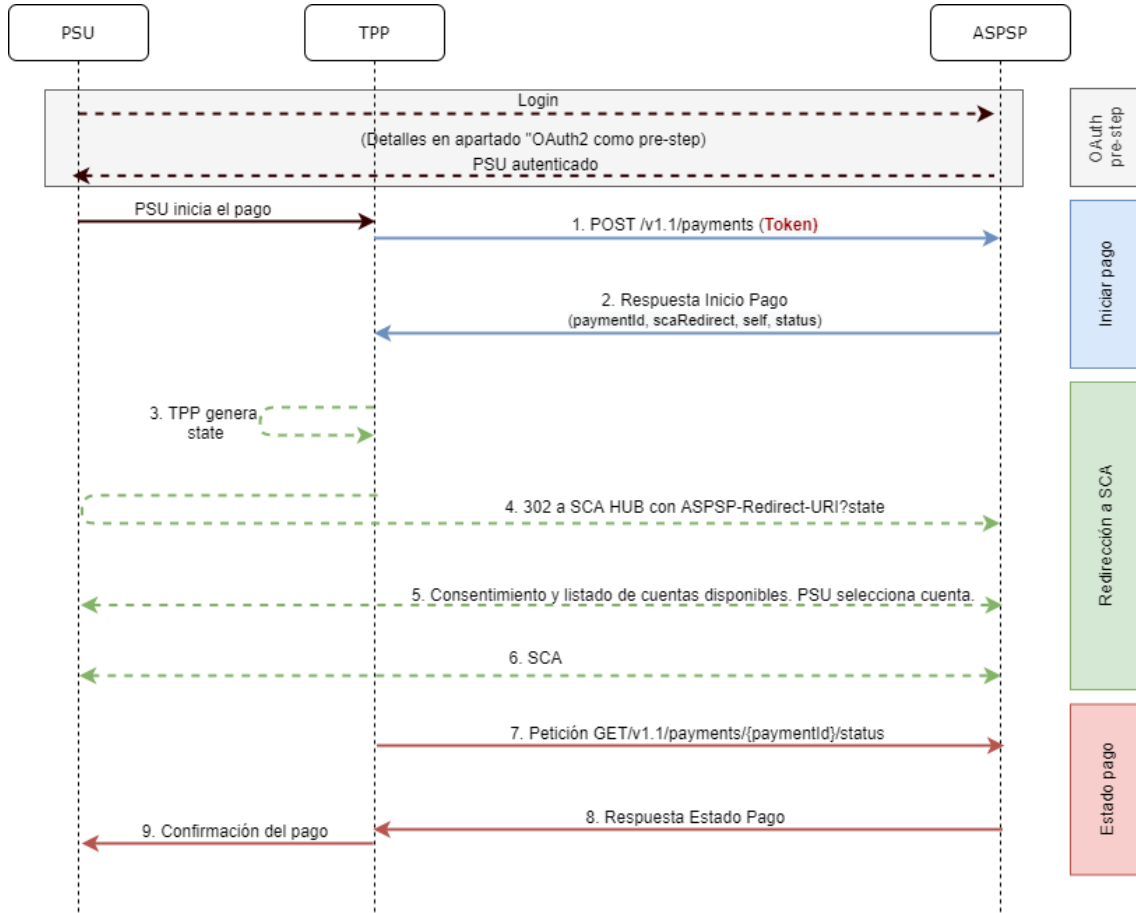 PSU
TPP
ASPSP
Login
(Detalles en apartado "OAuth2 como pre-step)
PSU autenticado
OAuth
pre-step
PSU inicia el pago
1. POST /v1.1/payments (Token)
2. Respuesta Inicio Pago
(paymentId, scaRedirect, self, status)
Iniciar pago
3. TPP genera
state
4. 302 a SCA HUB con ASPSP-Redirect-URI?state
5. Consentimiento y listado de cuentas disponibles. PSU selecciona cuenta.
6. SCA
Redirección a SCA
7. Petición GET/v1.1/payments/{paymentId}/status
8. Respuesta Estado Pago
9. Confirmación del pago
Estado pago